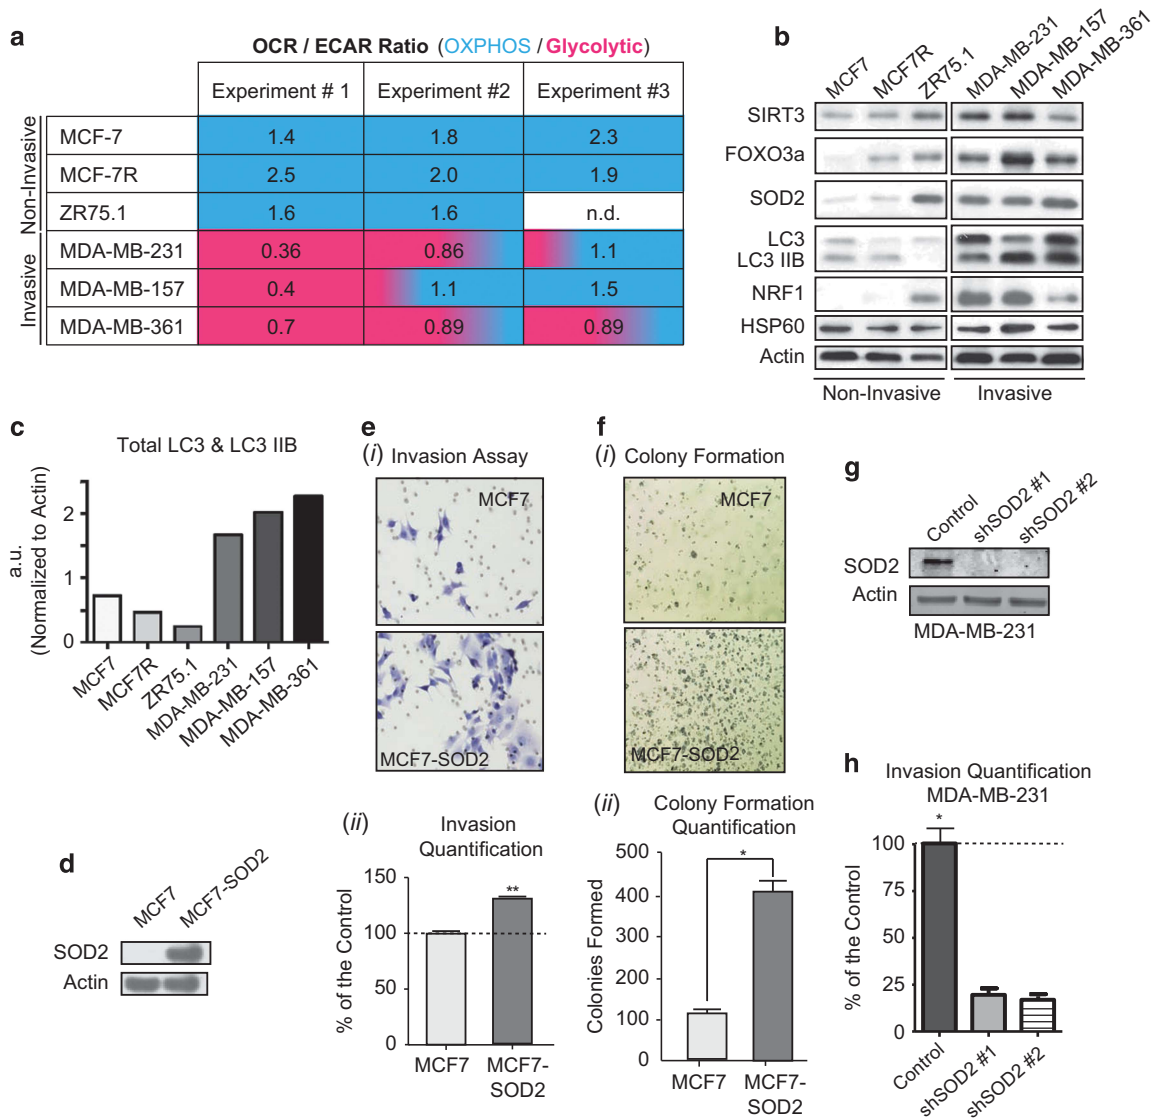 a
OCR / ECAR Ratio (OXPHOS / Glycolytic)
Experiment # 1 Experiment #2 Experiment #3
Non-Invasive
MCF-7 1.4 1.8 2.3
MCF-7R 2.5 2.0 1.9
ZR75.1 1.6 1.6 n.d.
Invasive
MDA-MB-231 0.36 0.86 1.1
MDA-MB-157 0.4 1.1 1.5
MDA-MB-361 0.7 0.89 0.89
b
MCF7 MCF7R ZR75.1 MDA-MB-231 MDA-MB-157 MDA-MB-361
SIRT3
FOXO3a
SOD2
LC3
LC3 IIB
NRF1
HSP60
Actin
Non-Invasive Invasive
c
Total LC3 & LC3 IIB
a.u.
(Normalized to Actin)
2
1
0
MCF7 MCF7R ZR75.1 MDA-MB-231 MDA-MB-157 MDA-MB-361
d
MCF7 MCF7-SOD2
SOD2
Actin
e
(i) Invasion Assay
MCF7
MCF7-SOD2
(ii) Invasion
Quantification
% of the Control
150
100
50
0
**
MCF7 MCF7-
SOD2
f
(i) Colony Formation
MCF7
MCF7-SOD2
(ii) Colony Formation
Quantification
Colonies Formed
500
400
300
200
100
0
*
MCF7 MCF7-
SOD2
g
Control shSOD2 #1 shSOD2 #2
SOD2
Actin
MDA-MB-231
h
Invasion Quantification
MDA-MB-231
% of the Control
100
75
50
25
0
*
Control shSOD2 #1 shSOD2 #2